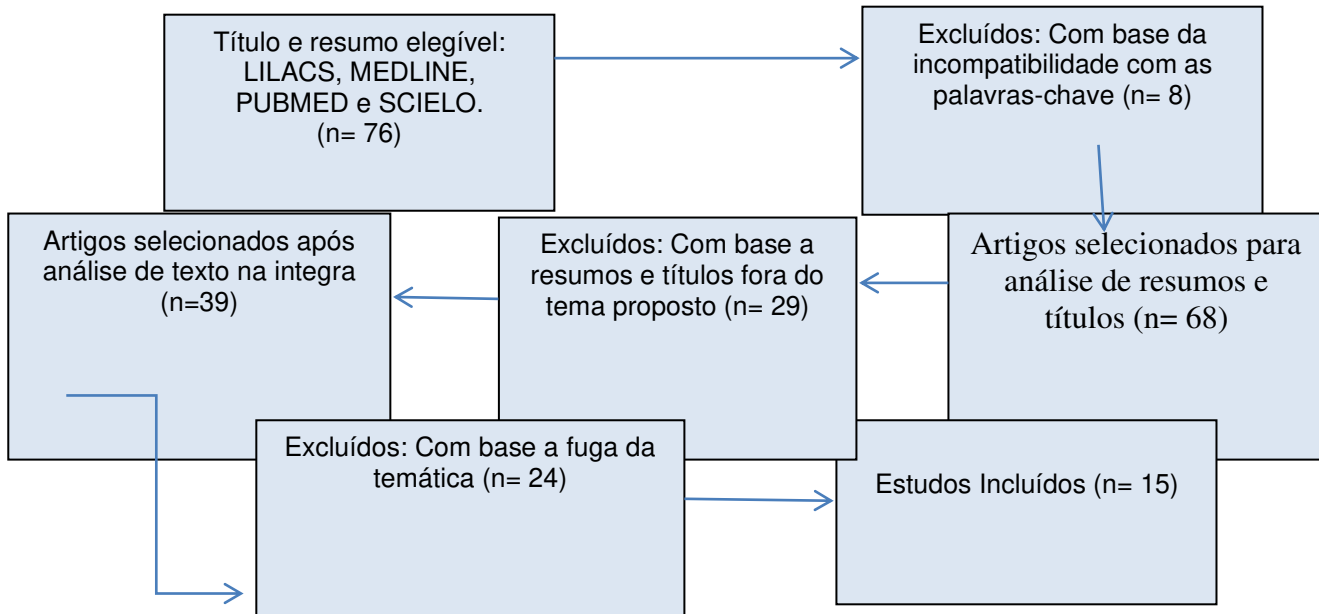 Título e resumo elegível:
LILACS, MEDLINE,
PUBMED e SCIELO.
(n= 76)
Excluídos: Com base da
incompatibilidade com as
palavras-chave (n= 8)
Artigos selecionados para
análise de resumos e
títulos (n= 68)
Excluídos: Com base a
resumos e títulos fora do
tema proposto (n= 29)
Artigos selecionados após
análise de texto na integra
(n=39)
Excluídos: Com base a fuga da
temática (n= 24)
Estudos Incluídos (n= 15)